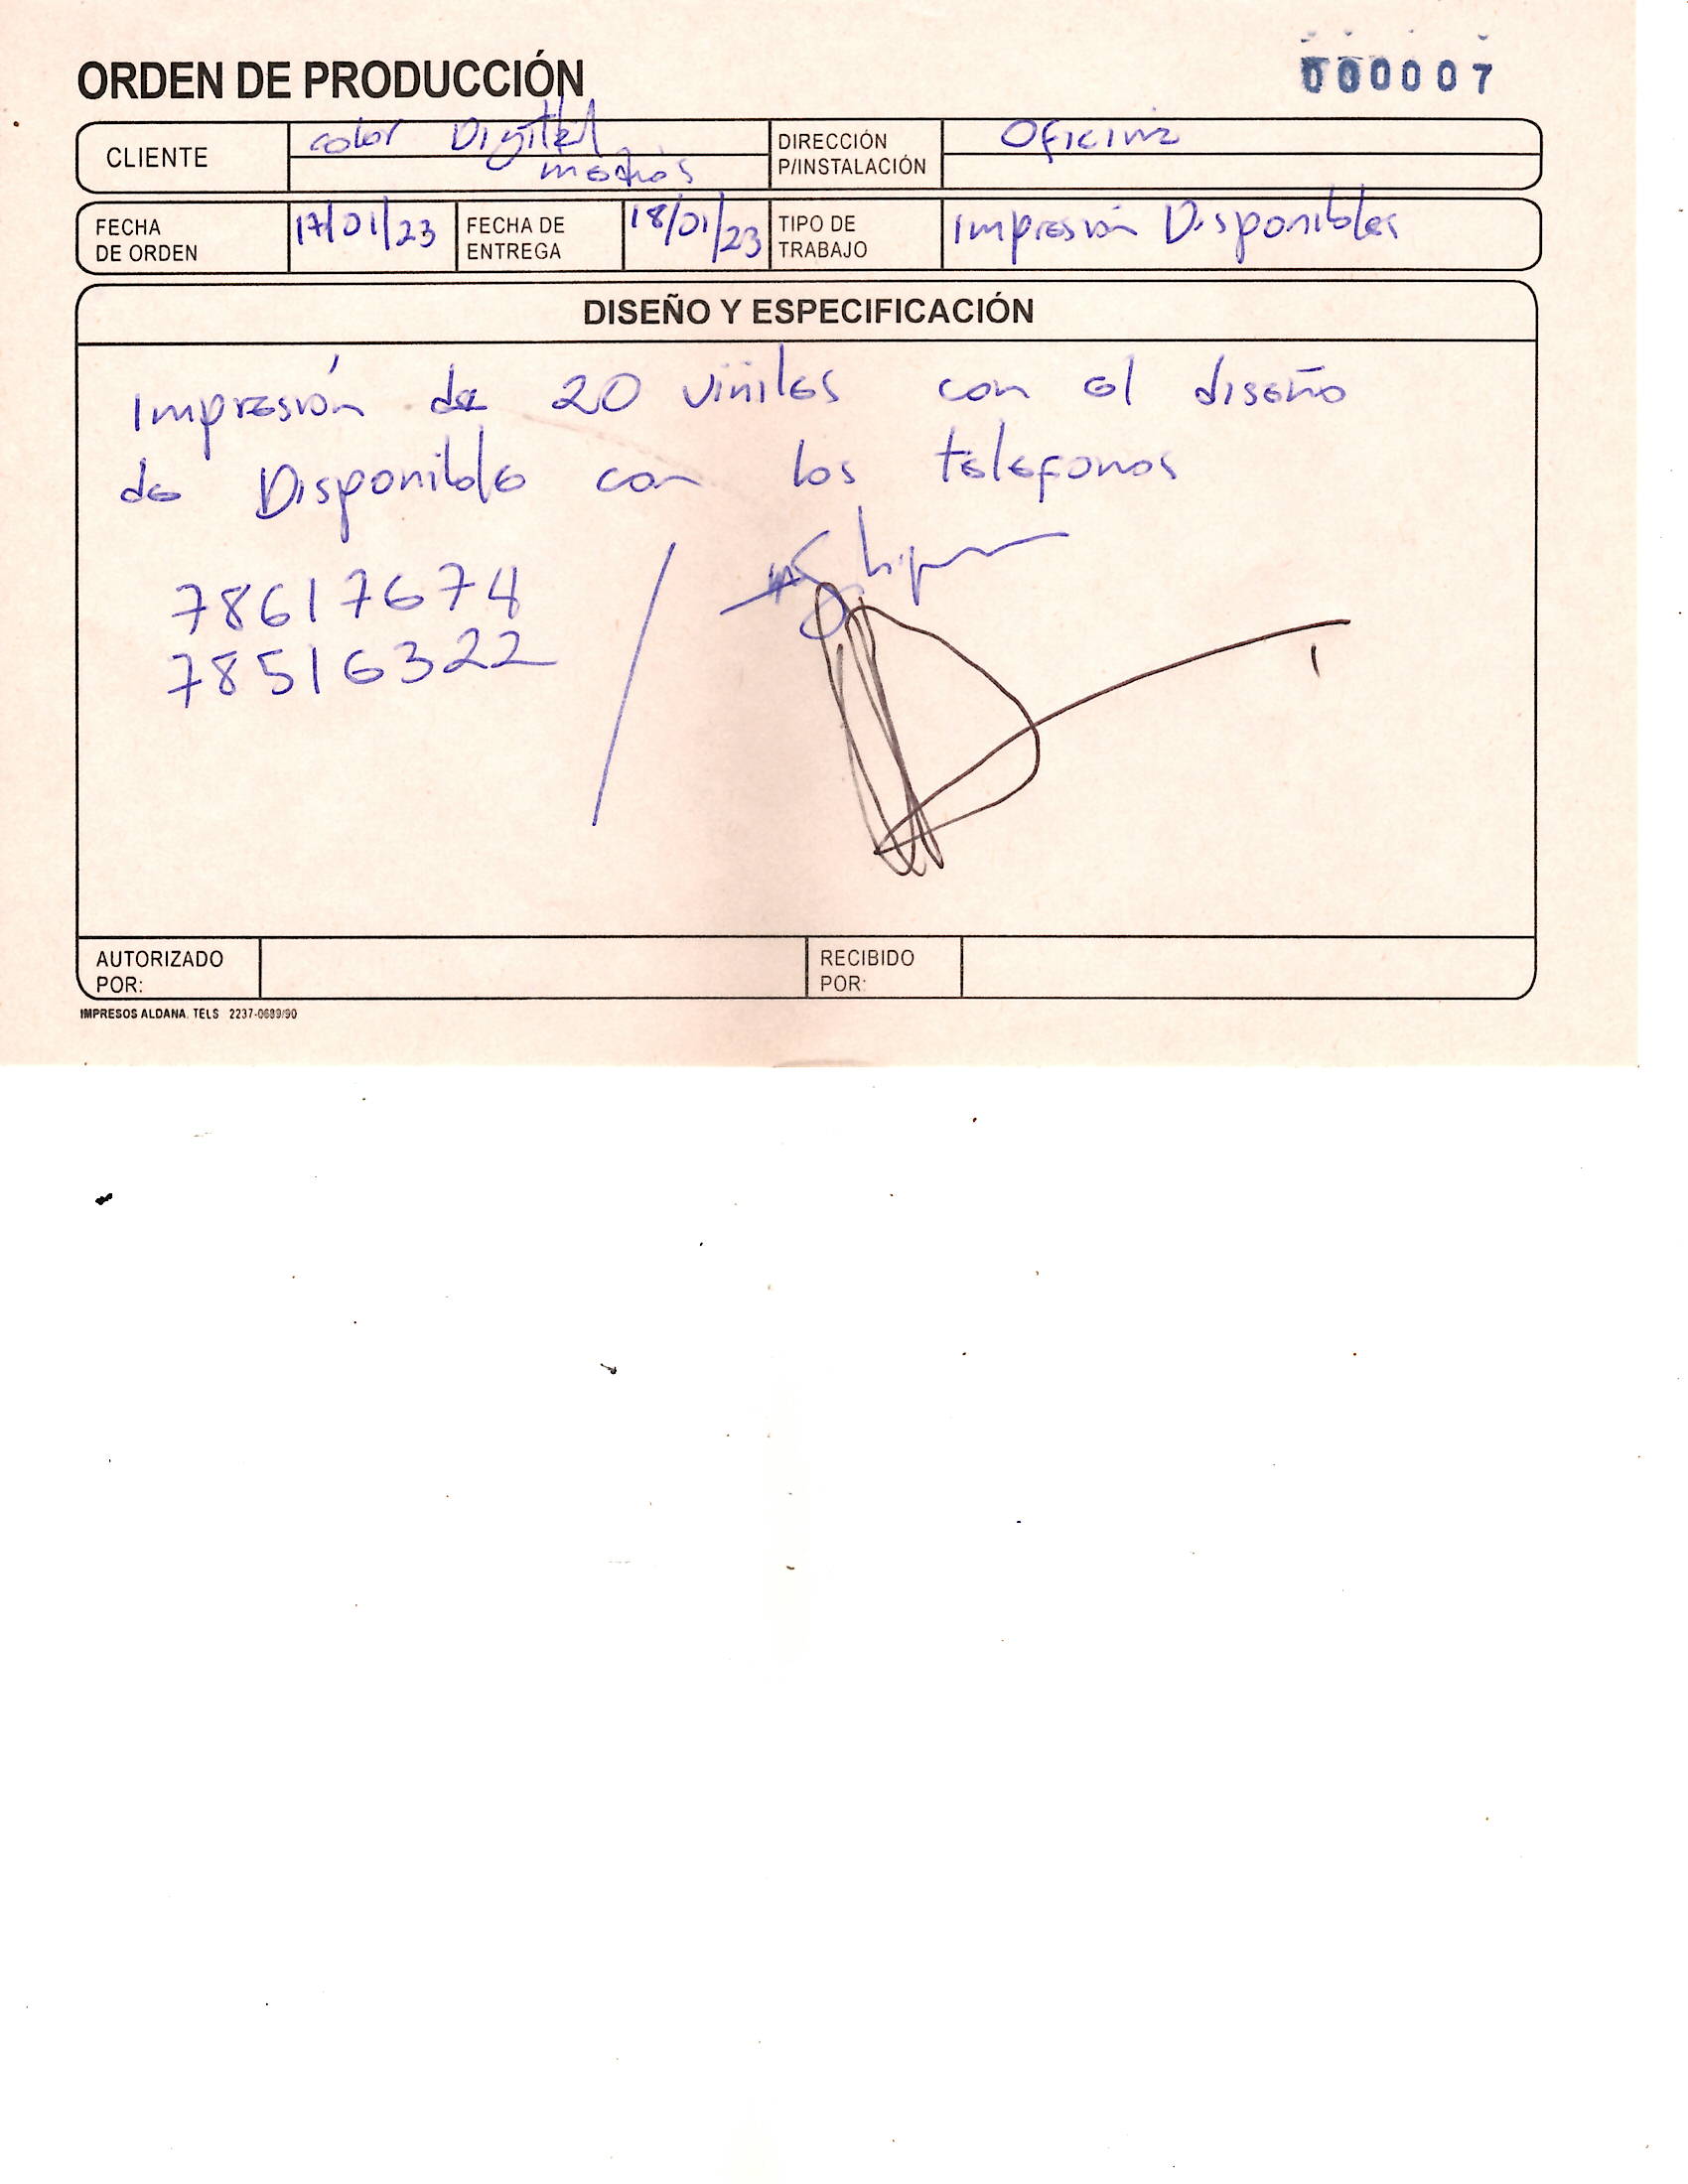 ORDEN DE PRODUCCIÓN
000007
CLIENTE
color Digital
medios
DIRECCIÓN
P/INSTALACIÓN
Oficina
FECHA
DE ORDEN
17/01/23
FECHA DE
ENTREGA
18/01/23
TIPO DE
TRABAJO
Impresión Disponibles
DISEÑO Y ESPECIFICACIÓN
Impresión de 20 viniles con el diseño
de Disponible con los telefonos
78617674
78516322
AUTORIZADO
POR:
RECIBIDO
POR:
IMPRESOS ALDANA. TELS 2237-0689/90